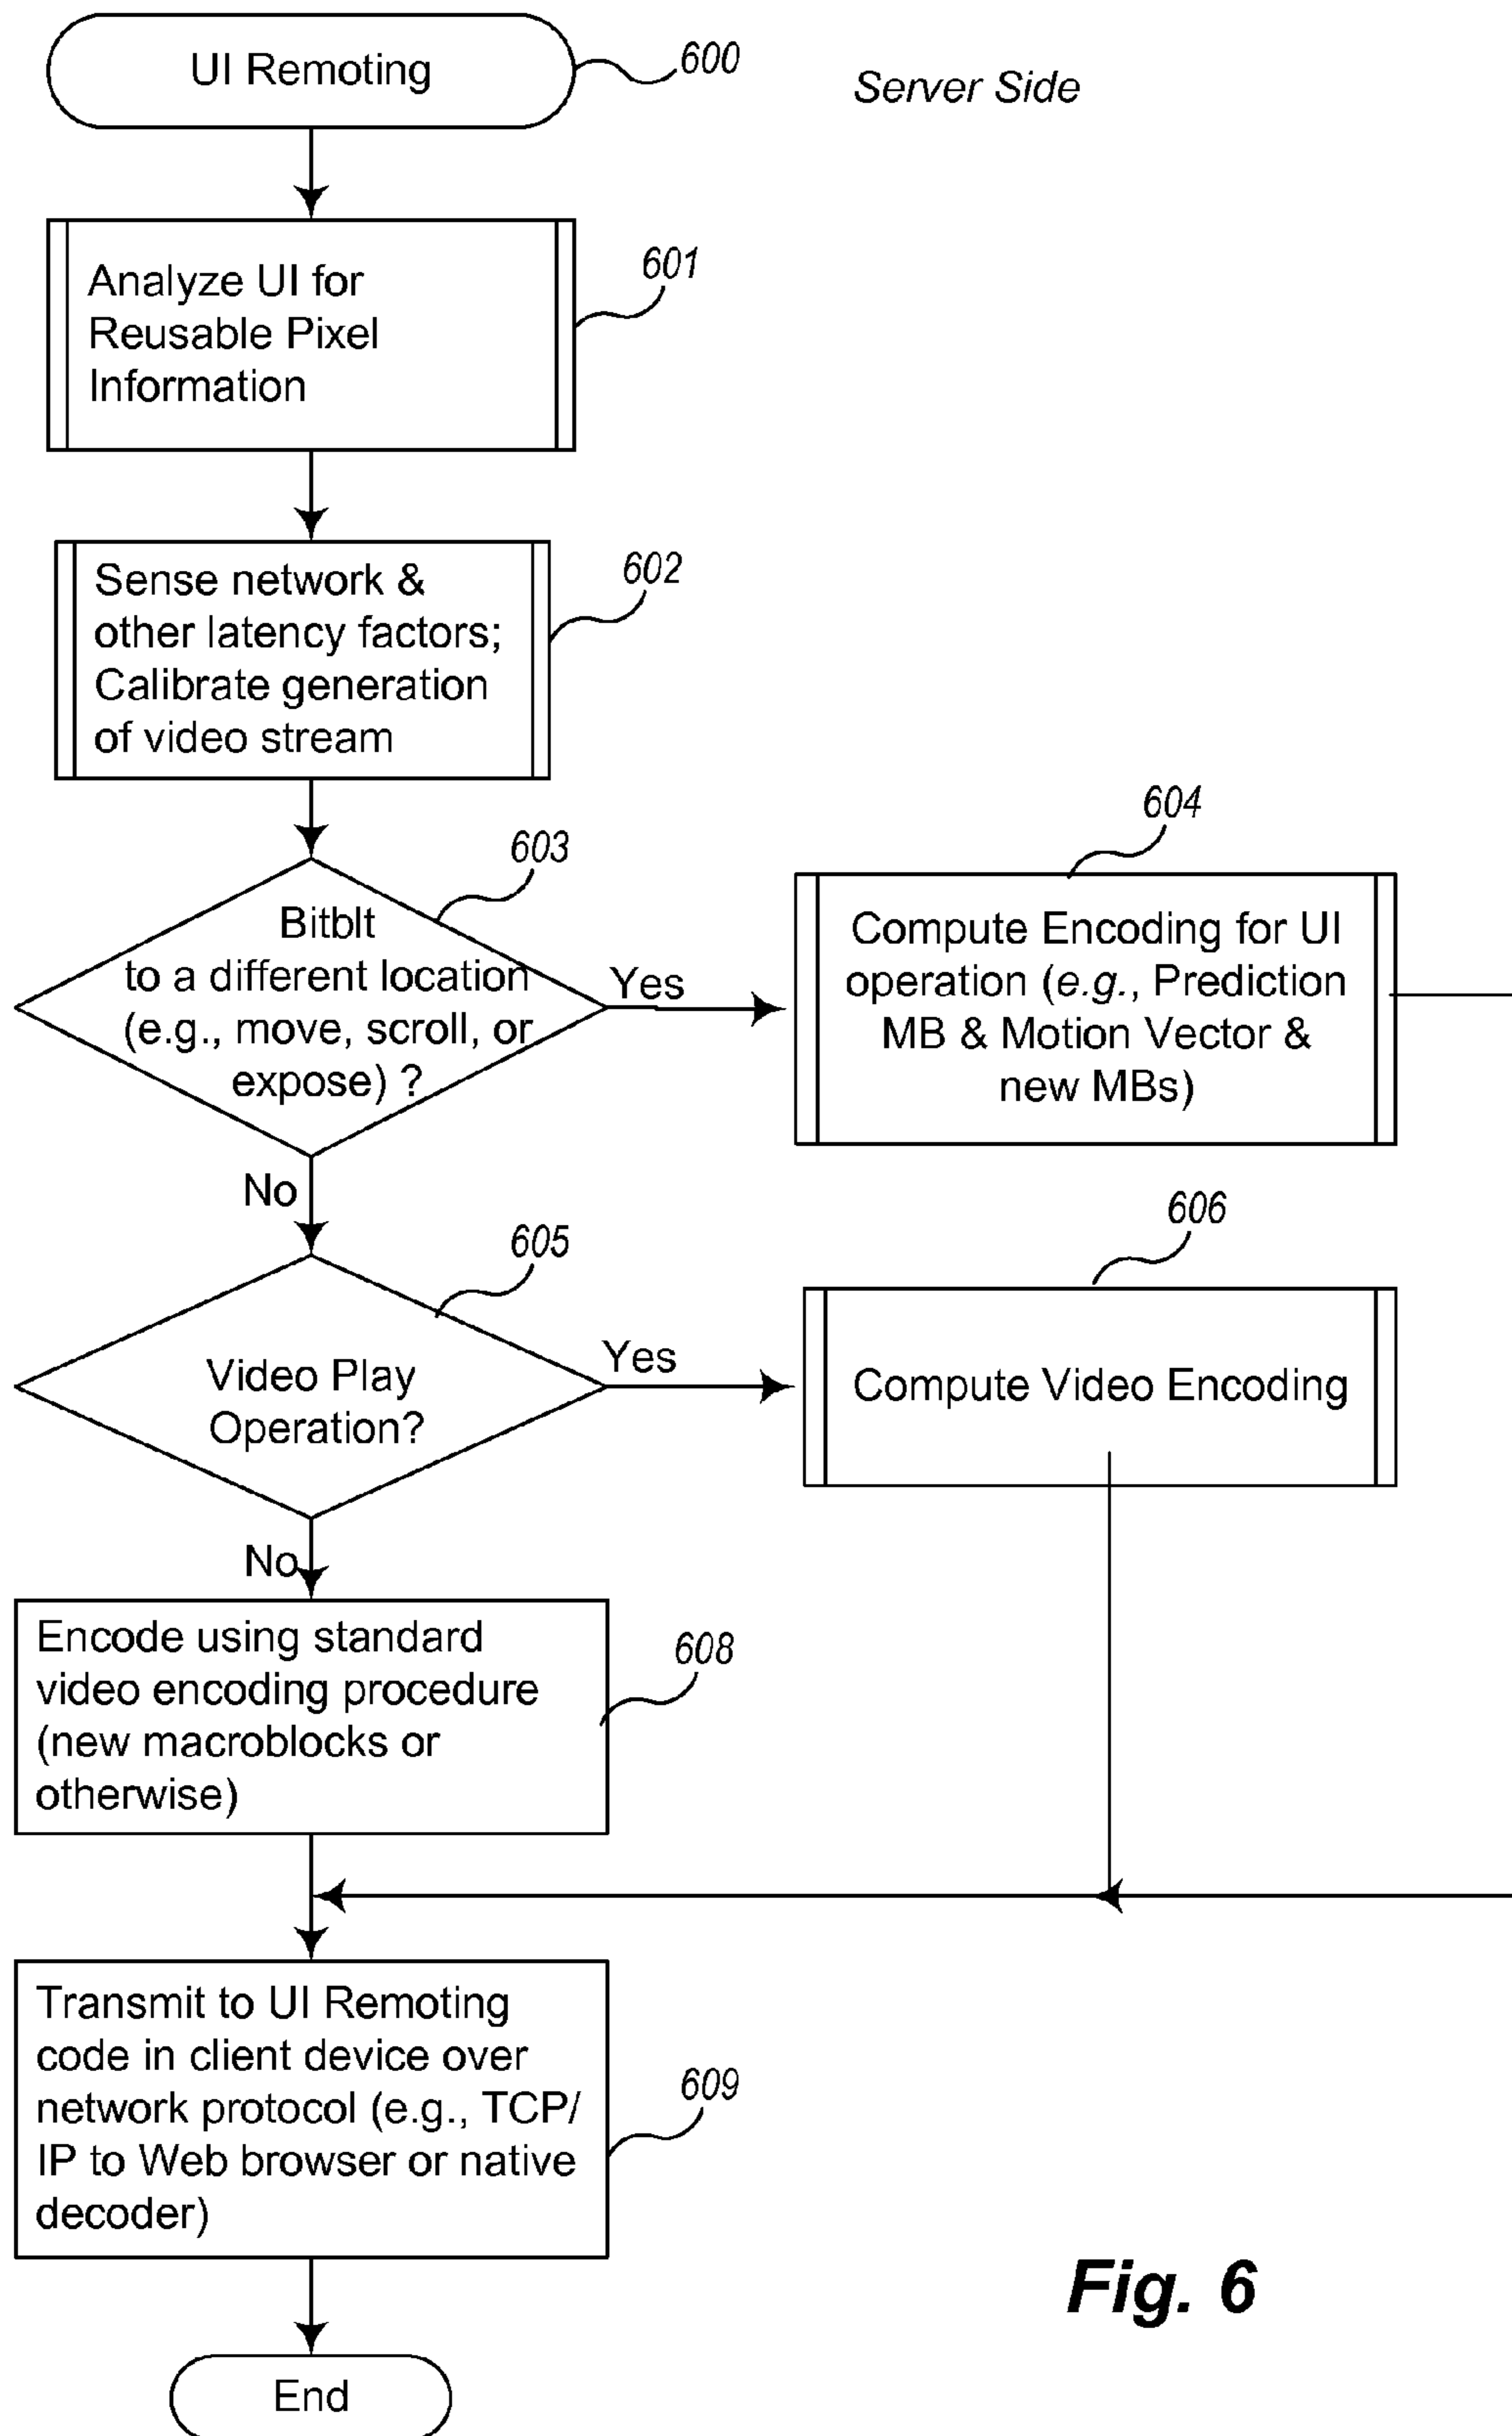 UI Remoting
600
Server Side
Analyze UI for
Reusable Pixel
Information
601
Sense network &
other latency factors;
Calibrate generation
of video stream
602
Bitblt
to a different location
(e.g., move, scroll, or
expose) ?
603
Yes
No
Compute Encoding for UI
operation (e.g., Prediction
MB & Motion Vector &
new MBs)
604
Video Play
Operation?
605
Yes
No
Compute Video Encoding
606
Encode using standard
video encoding procedure
(new macroblocks or
otherwise)
608
Transmit to UI Remoting
code in client device over
network protocol (e.g., TCP/
IP to Web browser or native
decoder)
609
End
Fig. 6